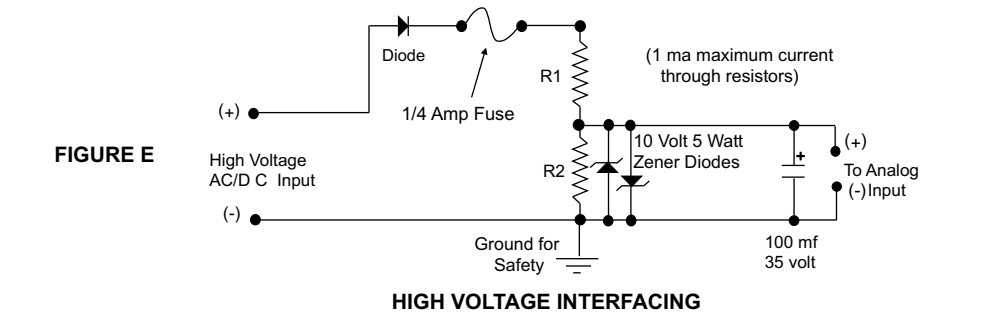 Diode
R1
(1 ma maximum current
through resistors)
1/4 Amp Fuse
(+)
FIGURE E
High Voltage
AC/D C Input
10 Volt 5 Watt
Zener Diodes
R2
+
(+)
To Analog
(-)Input
(-)
Ground for
Safety
100 mf
35 volt
HIGH VOLTAGE INTERFACING